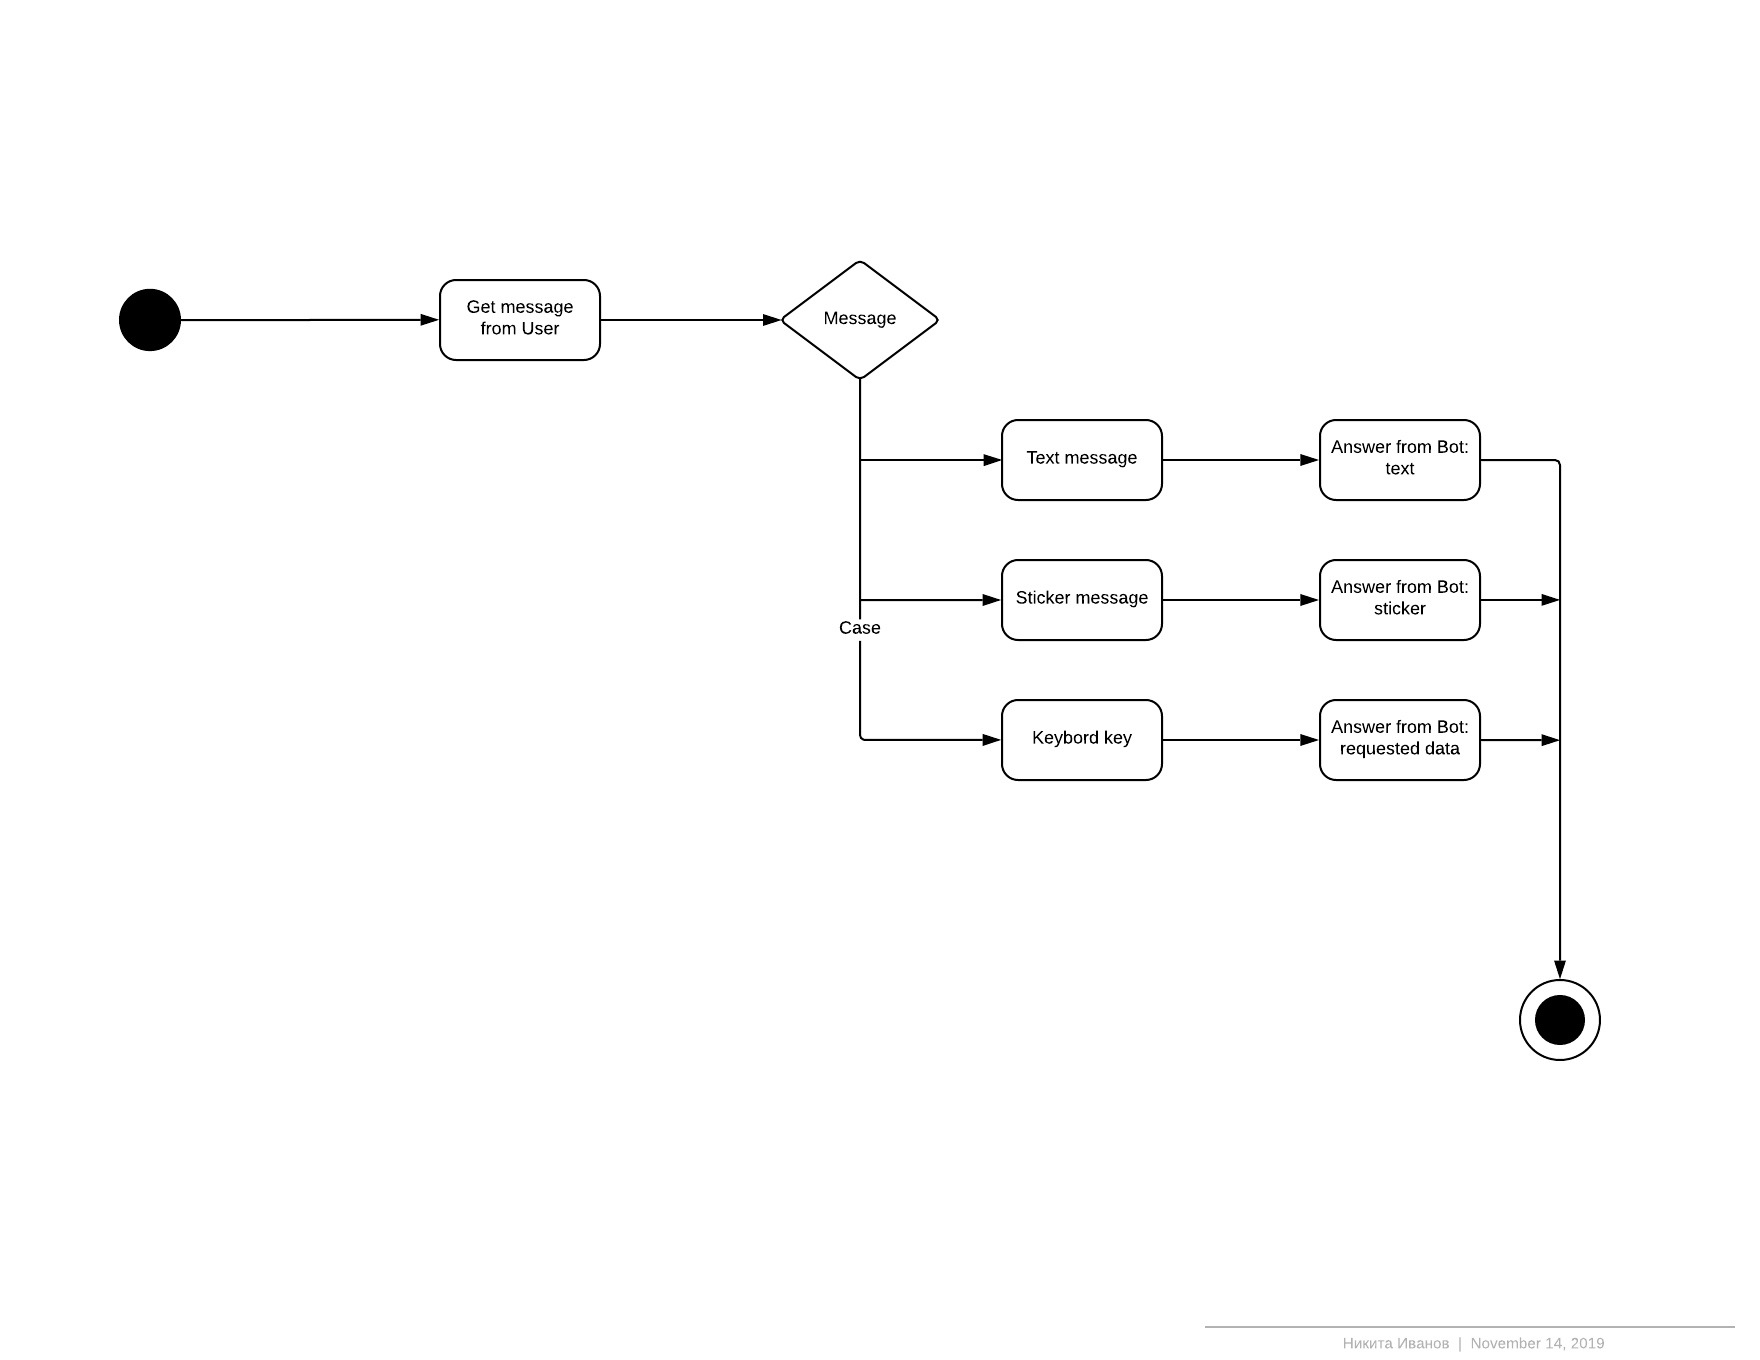 Get message
from User
Message
Text message
Answer from Bot:
text
Sticker message
Answer from Bot:
sticker
Case
Keybord key
Answer from Bot:
requested data
Никита Иванов | November 14, 2019